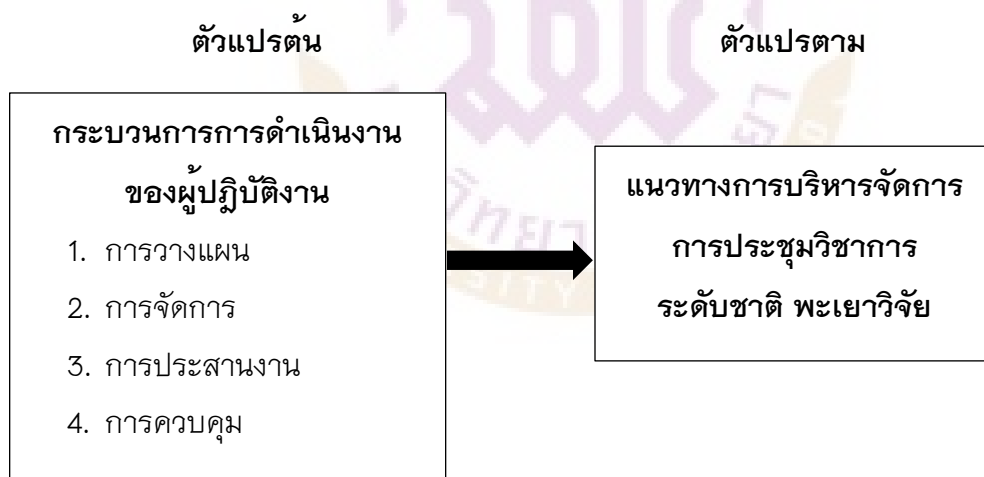 ตัวแปรต้น
ตัวแปรตาม
กระบวนการการดำเนินงาน
ของผู้ปฎิบัติงาน
1. การวางแผน
2. การจัดการ
3. การประสานงาน
4. การควบคุม
แนวทางการบริหารจัดการ
การประชุมวิชาการ
ระดับชาติ พะเยาวิจัย